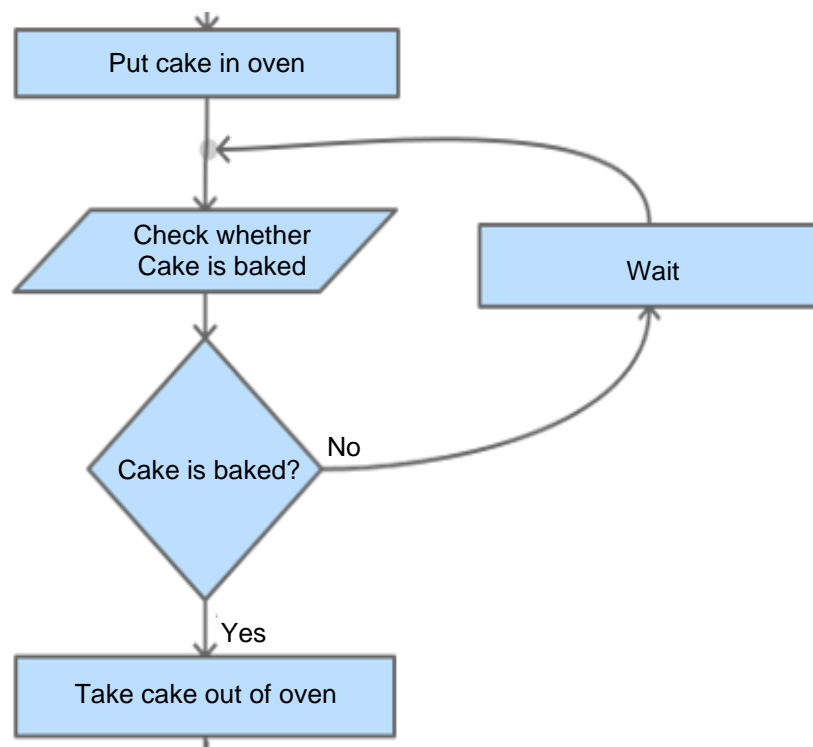 Put cake in oven
Check whether
Cake is baked
Wait
Cake is baked?
No
Yes
Take cake out of oven